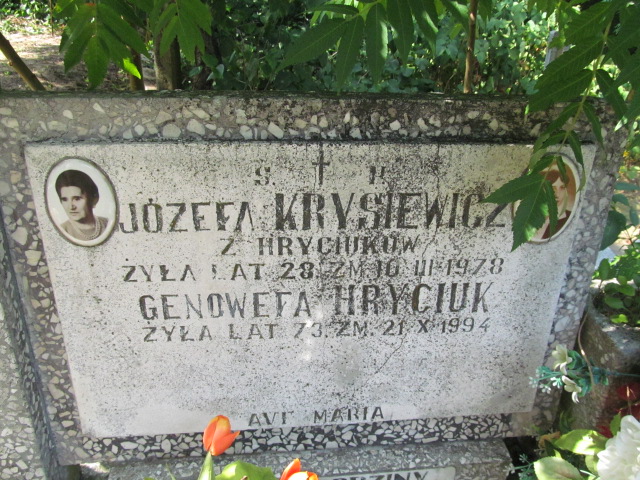 Ś. † P.
JÓZEFA KRYSIEWICZ
Z HRYCIUKÓW
ŻYŁA LAT 28. ZM. 10 III 1978
GENOWEFA HRYCIUK
ŻYŁA LAT 73. ZM. 21 X 1994
AVE MARIA
RODZINY